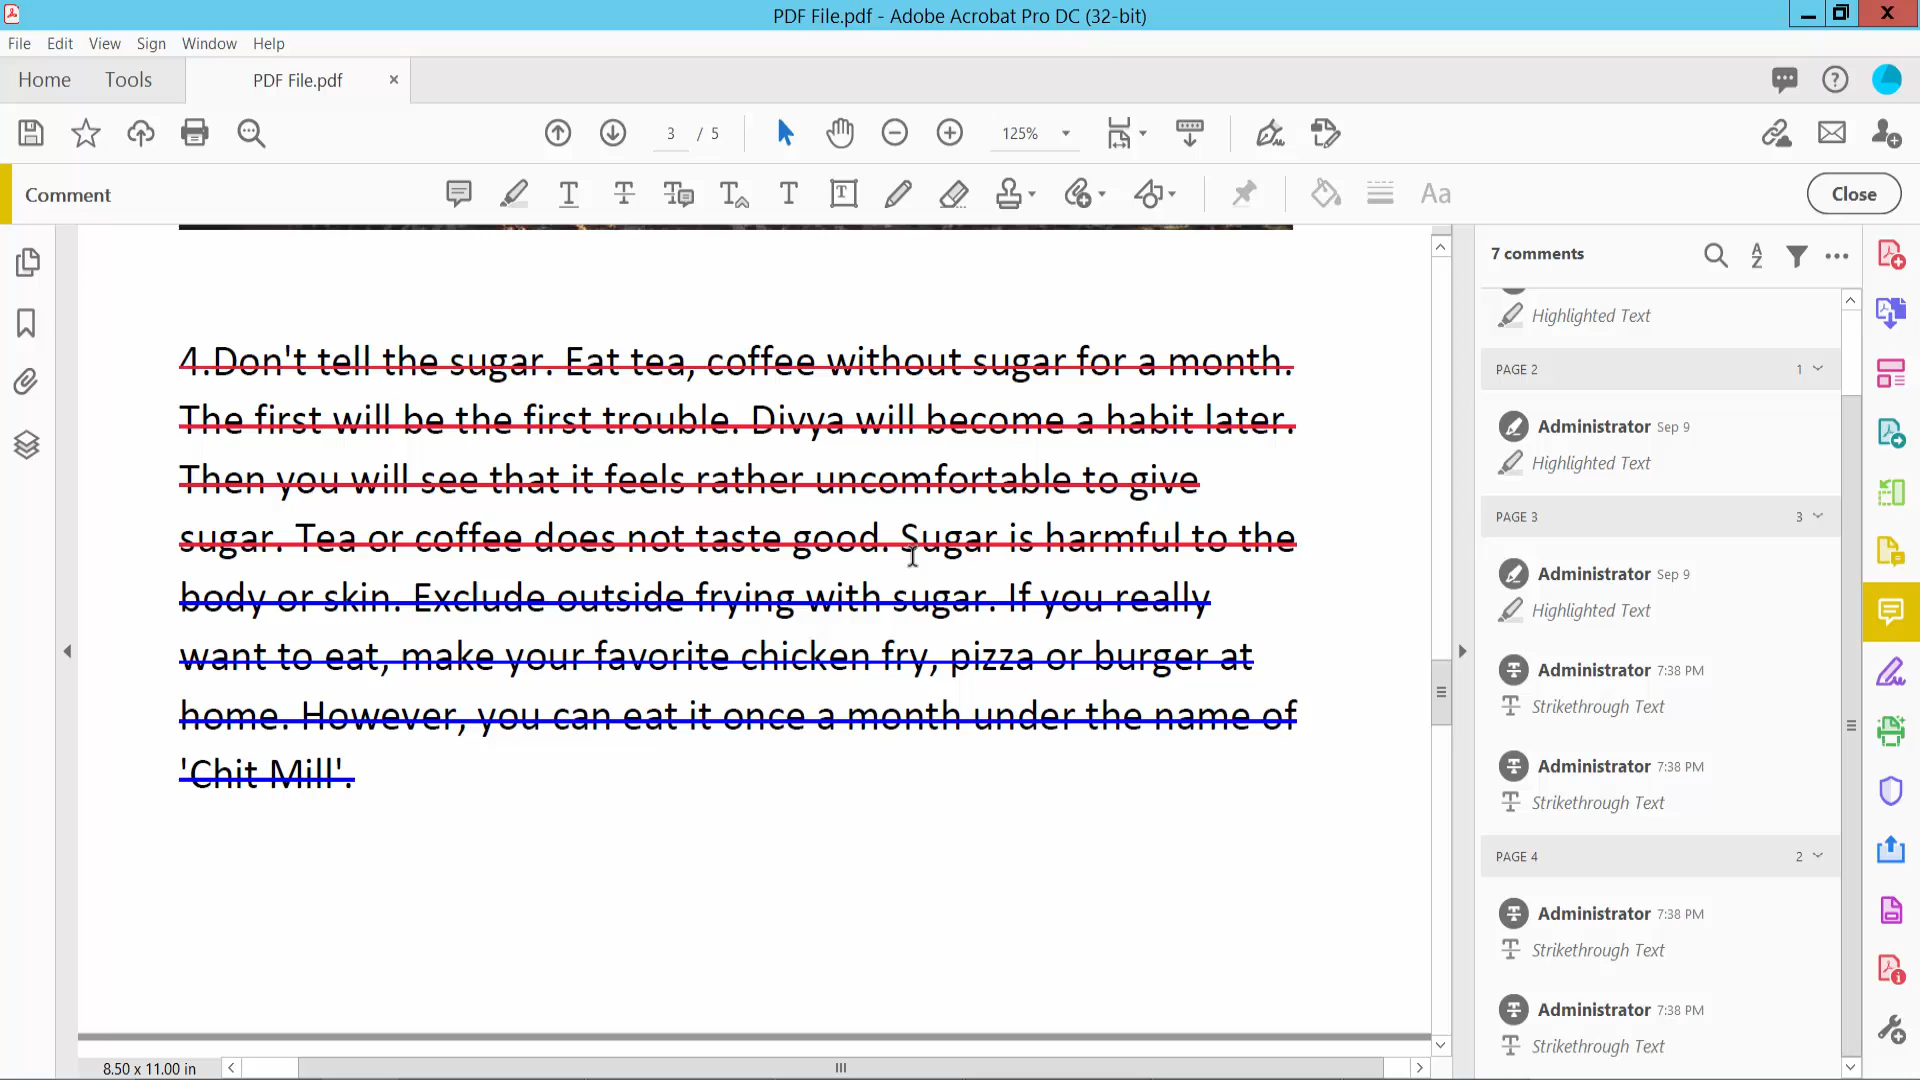 PDF File.pdf - Adobe Acrobat Pro DC (32-bit)
File Edit View Sign Window Help
Home Tools PDF File.pdf ×
3 / 5 125%
Comment Close
7 comments
Highlighted Text
4.Don't tell the sugar. Eat tea, coffee without sugar for a month.
The first will be the first trouble. Divya will become a habit later.
Then you will see that it feels rather uncomfortable to give
sugar. Tea or coffee does not taste good. Sugar is harmful to the
body or skin. Exclude outside frying with sugar. If you really
want to eat, make your favorite chicken fry, pizza or burger at
home. However, you can eat it once a month under the name of
'Chit Mill'.
PAGE 2 1
Administrator Sep 9
Highlighted Text
PAGE 3 3
Administrator Sep 9
Highlighted Text
Administrator 7:38 PM
Strikethrough Text
Administrator 7:38 PM
Strikethrough Text
PAGE 4 2
Administrator 7:38 PM
Strikethrough Text
Administrator 7:38 PM
Strikethrough Text
8.50 x 11.00 in